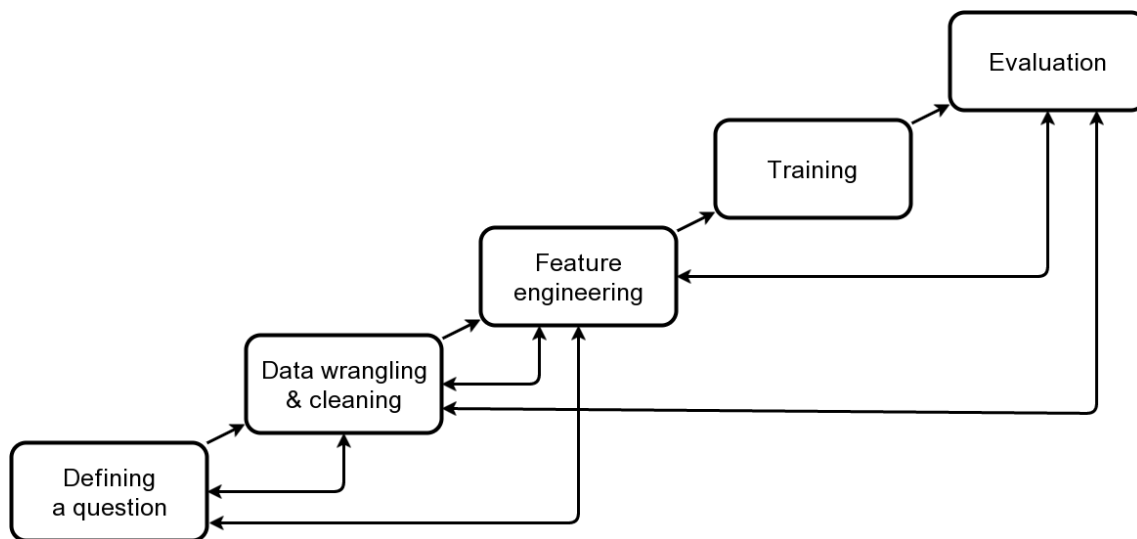 Evaluation
Training
Feature
engineering
Data wrangling
& cleaning
Defining
a question